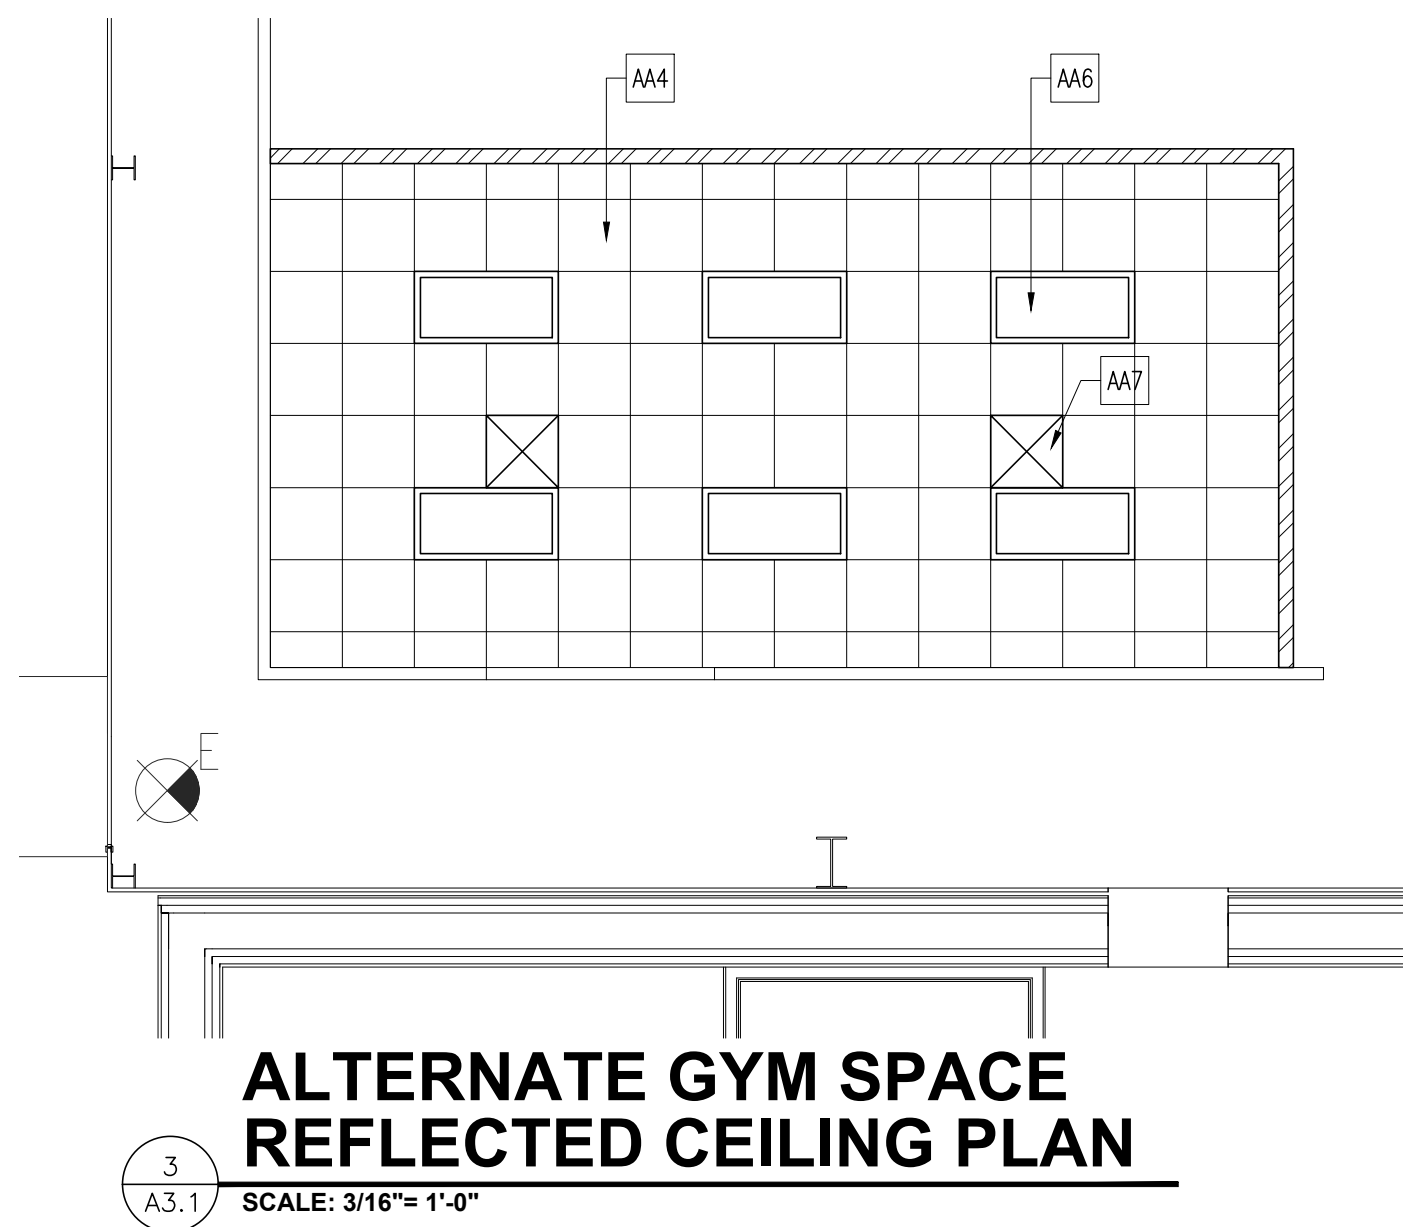 AA4
AA6
AA7
E
ALTERNATE GYM SPACE
REFLECTED CEILING PLAN
3
A3.1
SCALE: 3/16"= 1'-0"